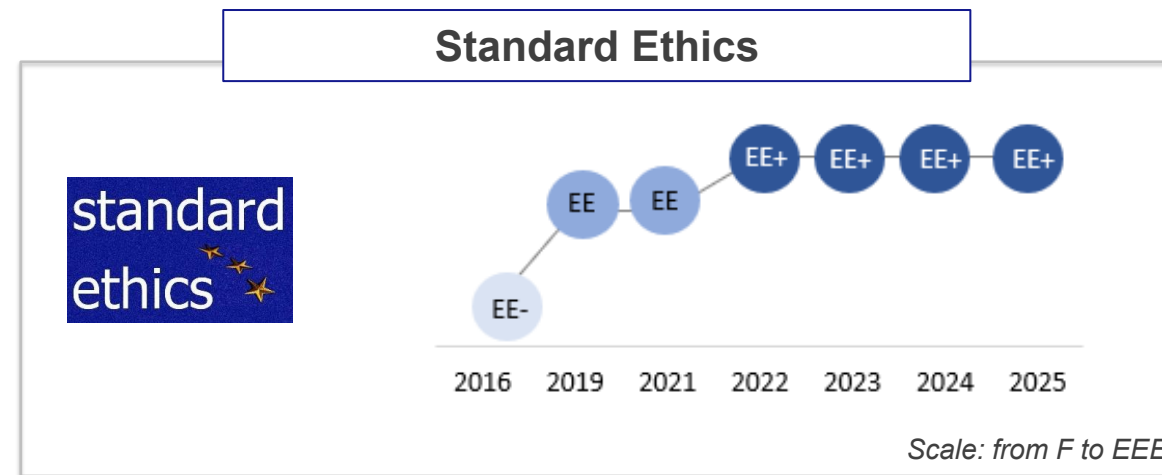 Standard Ethics
standard
ethics
EE- EE EE EE+ EE+ EE+ EE+
2016 2019 2021 2022 2023 2024 2025
Scale: from F to EEE